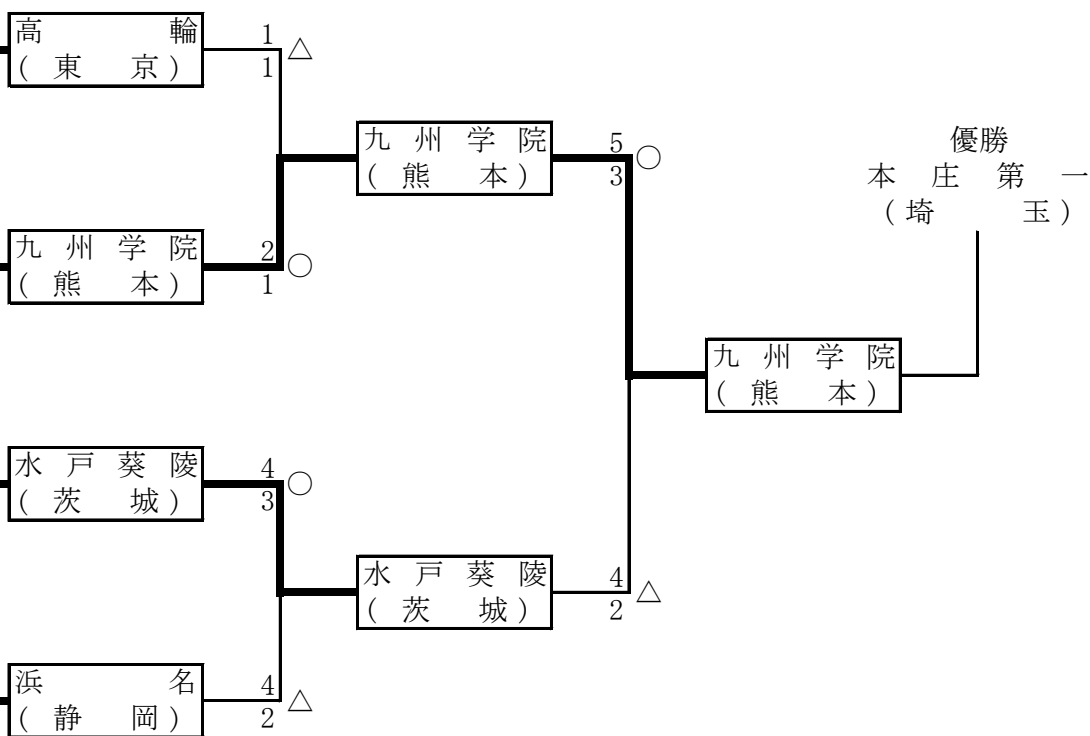 高輪
(東京)
1
1
△
九州学院
(熊本)
5
3
○
優勝
本庄第一
(埼玉)
九州学院
(熊本)
2
1
○
九州学院
(熊本)
水戸葵陵
(茨城)
4
3
○
水戸葵陵
(茨城)
4
2
△
浜名
(静岡)
4
2
△